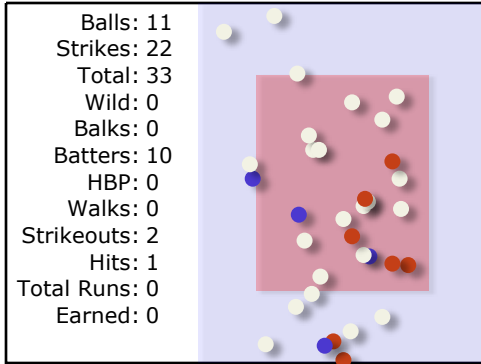 Balls: 11
Strikes: 22
Total: 33
Wild: 0
Balks: 0
Batters: 10
HBP: 0
Walks: 0
Strikeouts: 2
Hits: 1
Total Runs: 0
Earned: 0